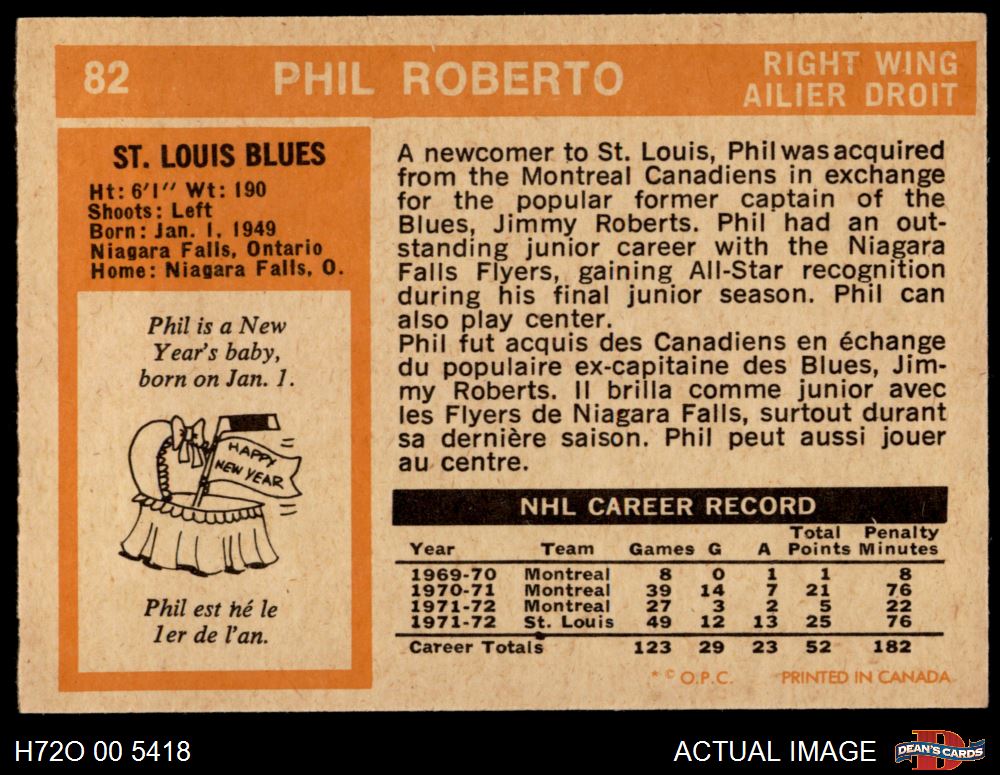 82 PHIL ROBERTO
RIGHT WING
AILIER DROIT
ST. LOUIS BLUES
Ht: 6'1'' Wt: 190
Shoots: Left
Born: Jan. 1, 1949
Niagara Falls, Ontario
Home: Niagara Falls, O.
Phil is a New
Year's baby,
born on Jan. 1.
HAPPY
NEW YEAR
Phil est né le
1er de l'an.
A newcomer to St. Louis, Phil was acquired
from the Montreal Canadiens in exchange
for the popular former captain of the
Blues, Jimmy Roberts. Phil had an out-
standing junior career with the Niagara
Falls Flyers, gaining All-Star recognition
during his final junior season. Phil can
also play center.
Phil fut acquis des Canadiens en échange
du populaire ex-capitaine des Blues, Jim-
my Roberts. Il brilla comme junior avec
les Flyers de Niagara Falls, surtout durant
sa dernière saison. Phil peut aussi jouer
au centre.
NHL CAREER RECORD
Year Team Games G A Total Points Penalty Minutes
1969-70 Montreal 8 0 1 1 8
1970-71 Montreal 39 14 7 21 76
1971-72 Montreal 27 3 2 5 22
1971-72 St. Louis 49 12 13 25 76
Career Totals 123 29 23 52 182
* © O.P.C. PRINTED IN CANADA
H72O 00 5418
ACTUAL IMAGE
D
DEAN'S CARDS